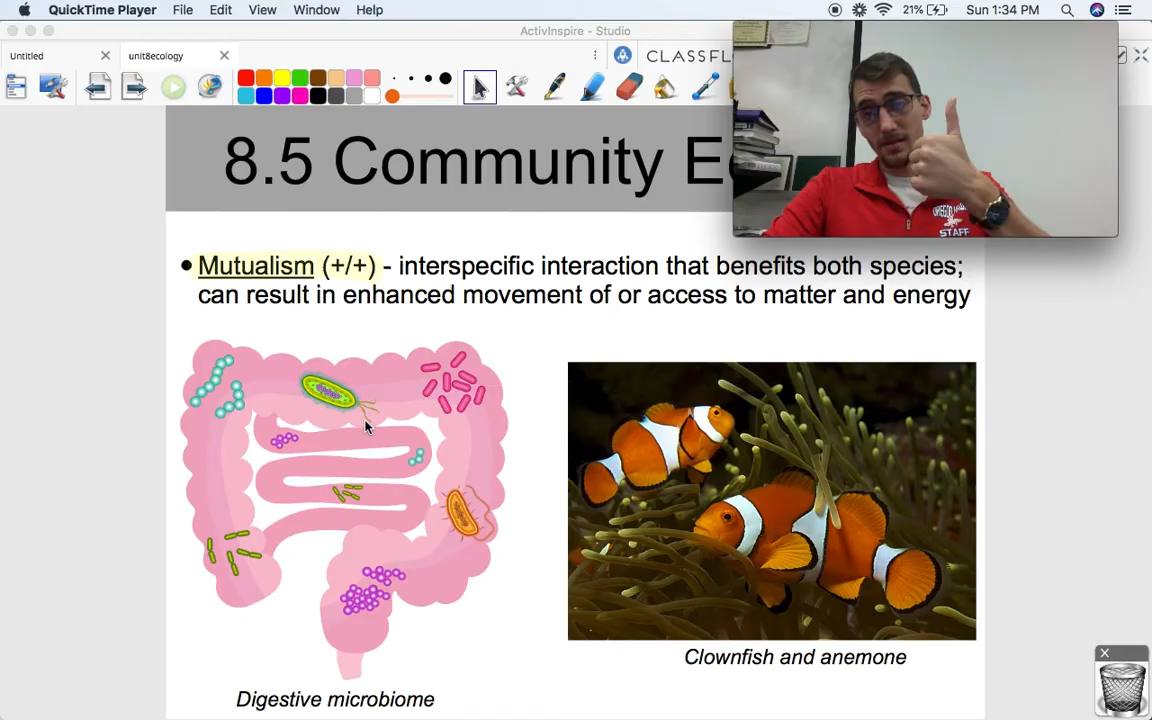 QuickTime Player File Edit View Window Help 21% Sun 1:34 PM
ActivInspire - Studio
Untitled unit8ecology CLASSFL
8.5 Community E
• Mutualism (+/+) - interspecific interaction that benefits both species;
can result in enhanced movement of or access to matter and energy
STAFF
Clownfish and anemone
Digestive microbiome